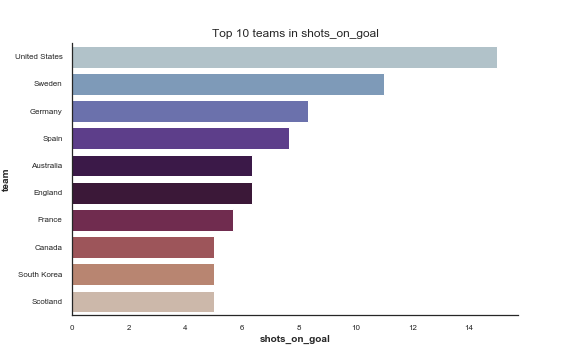 Top 10 teams in shots_on_goal
United States
Sweden
Germany
Spain
Australia
England
France
Canada
South Korea
Scotland
team
0 2 4 6 8 10 12 14
shots_on_goal